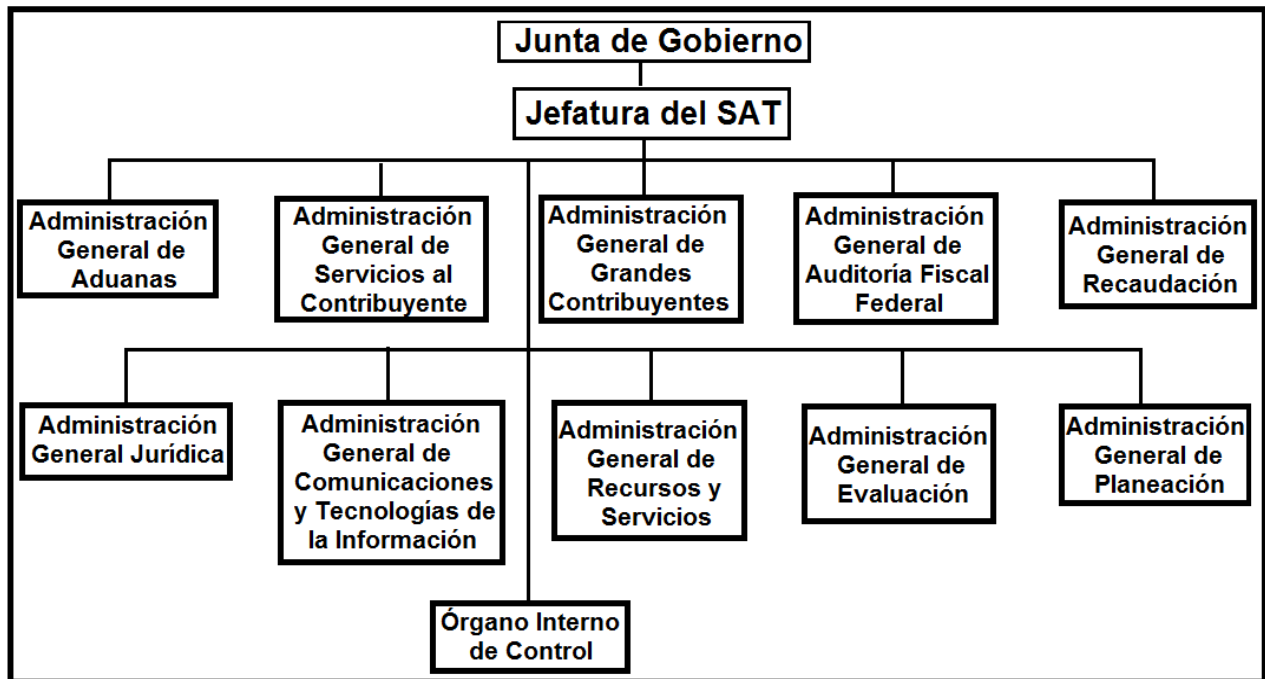 Junta de Gobierno
Jefatura del SAT
Administración
General de
Aduanas
Administración
General de
Servicios al
Contribuyente
Administración
General de
Grandes
Contribuyentes
Administración
General de
Auditoría Fiscal
Federal
Administración
General de
Recaudación
Administración
General Jurídica
Administración
General de
Comunicaciones
y Tecnologías de
la Información
Administración
General de
Recursos y
Servicios
Administración
General de
Evaluación
Administración
General de
Planeación
Órgano Interno
de Control